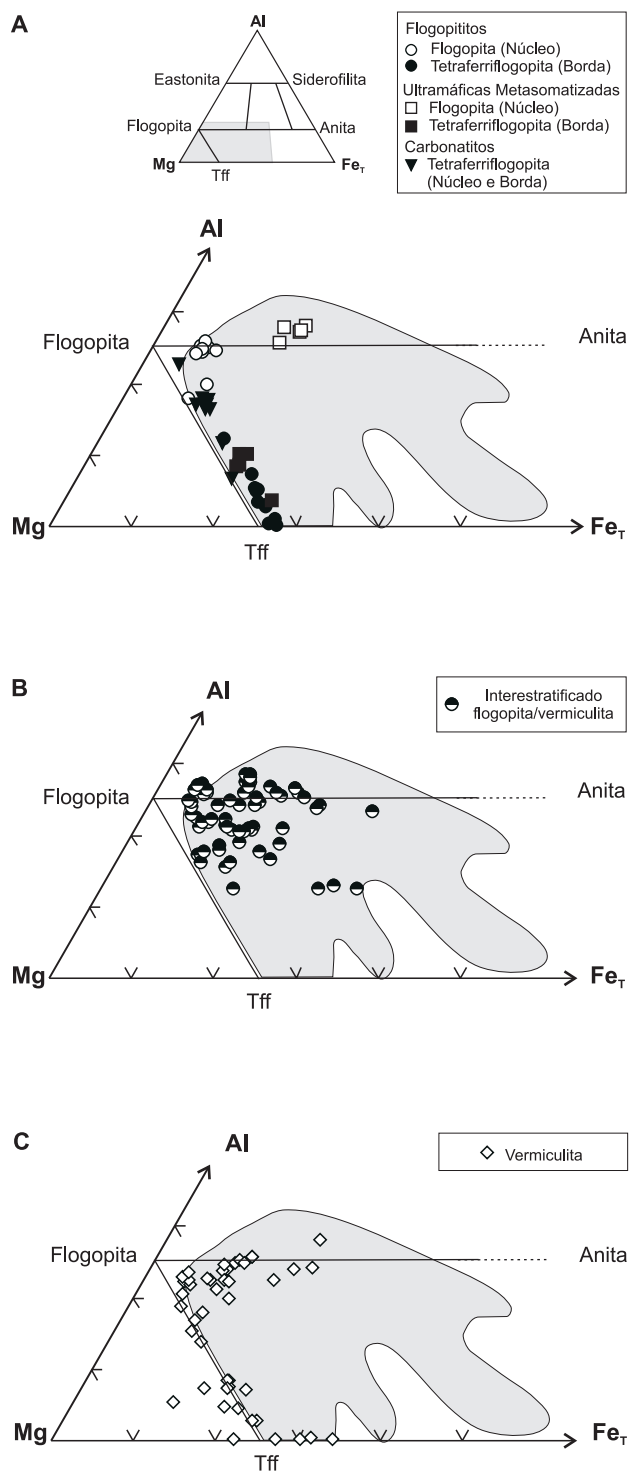 A
Al
Eastonita
Siderofilita
Flogopita
Anita
Mg
Tff
Fe_T
Flogopititos
Flogopita (Núcleo)
Tetraferriflogopita (Borda)
Ultramáficas Metasomatizadas
Flogopita (Núcleo)
Tetraferriflogopita (Borda)
Carbonatitos
Tetraferriflogopita
(Núcleo e Borda)
Al
Flogopita
Anita
Mg
Tff
Fe_T
B
Al
Interestratificado
flogopita/vermiculita
Flogopita
Anita
Mg
Tff
Fe_T
C
Al
Vermiculita
Flogopita
Anita
Mg
Tff
Fe_T